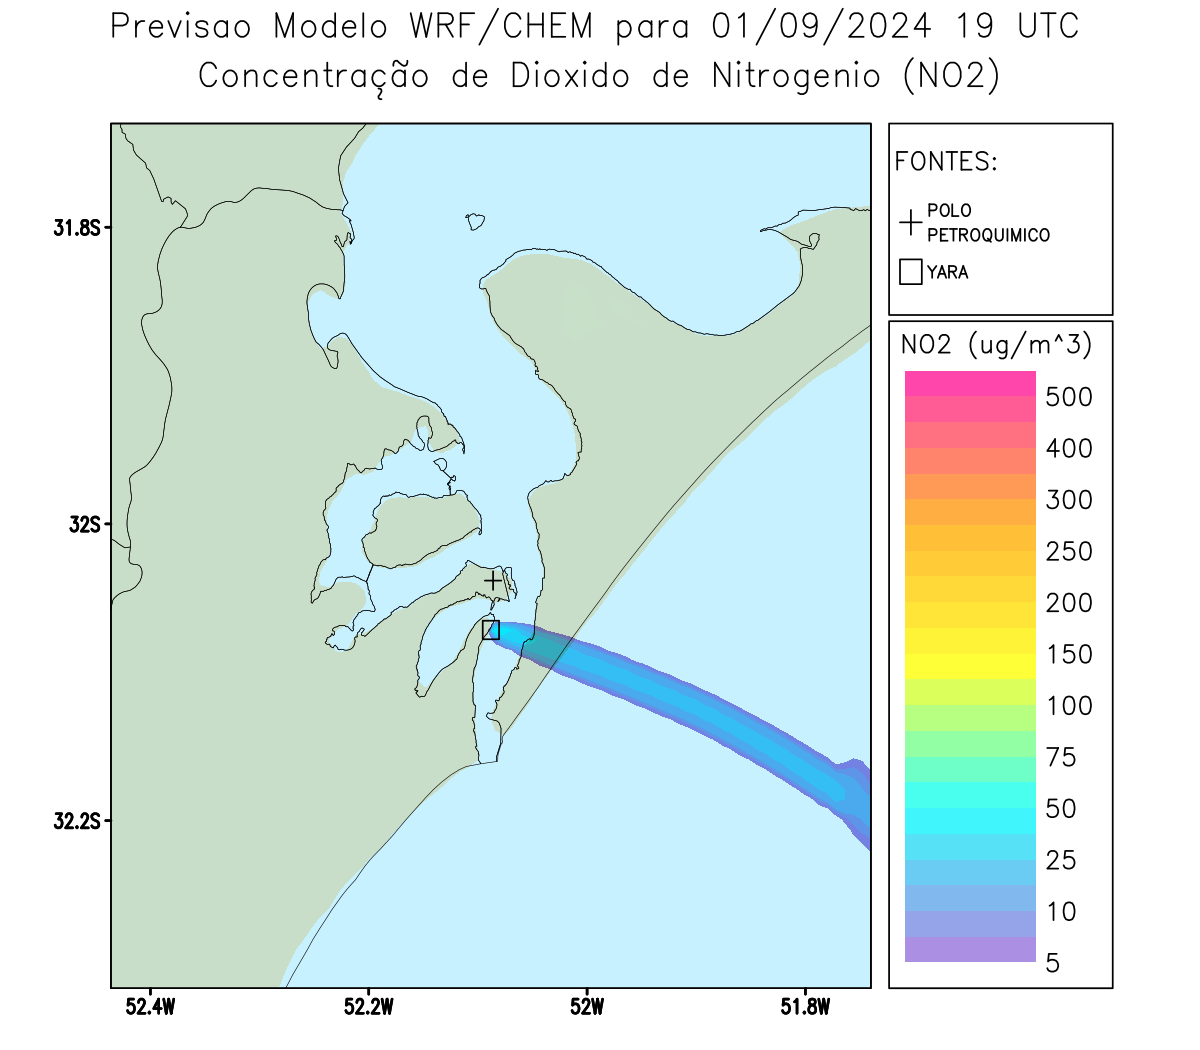 Previsao Modelo WRF/CHEM para 01/09/2024 19 UTC
Concentração de Dioxido de Nitrogenio (NO2)
31.8S
32S
32.2S
52.4W
52.2W
52W
51.8W
FONTES:
POLO
PETROQUIMICO
YARA
NO2 (ug/m^3)
500
400
300
250
200
150
100
75
50
25
10
5